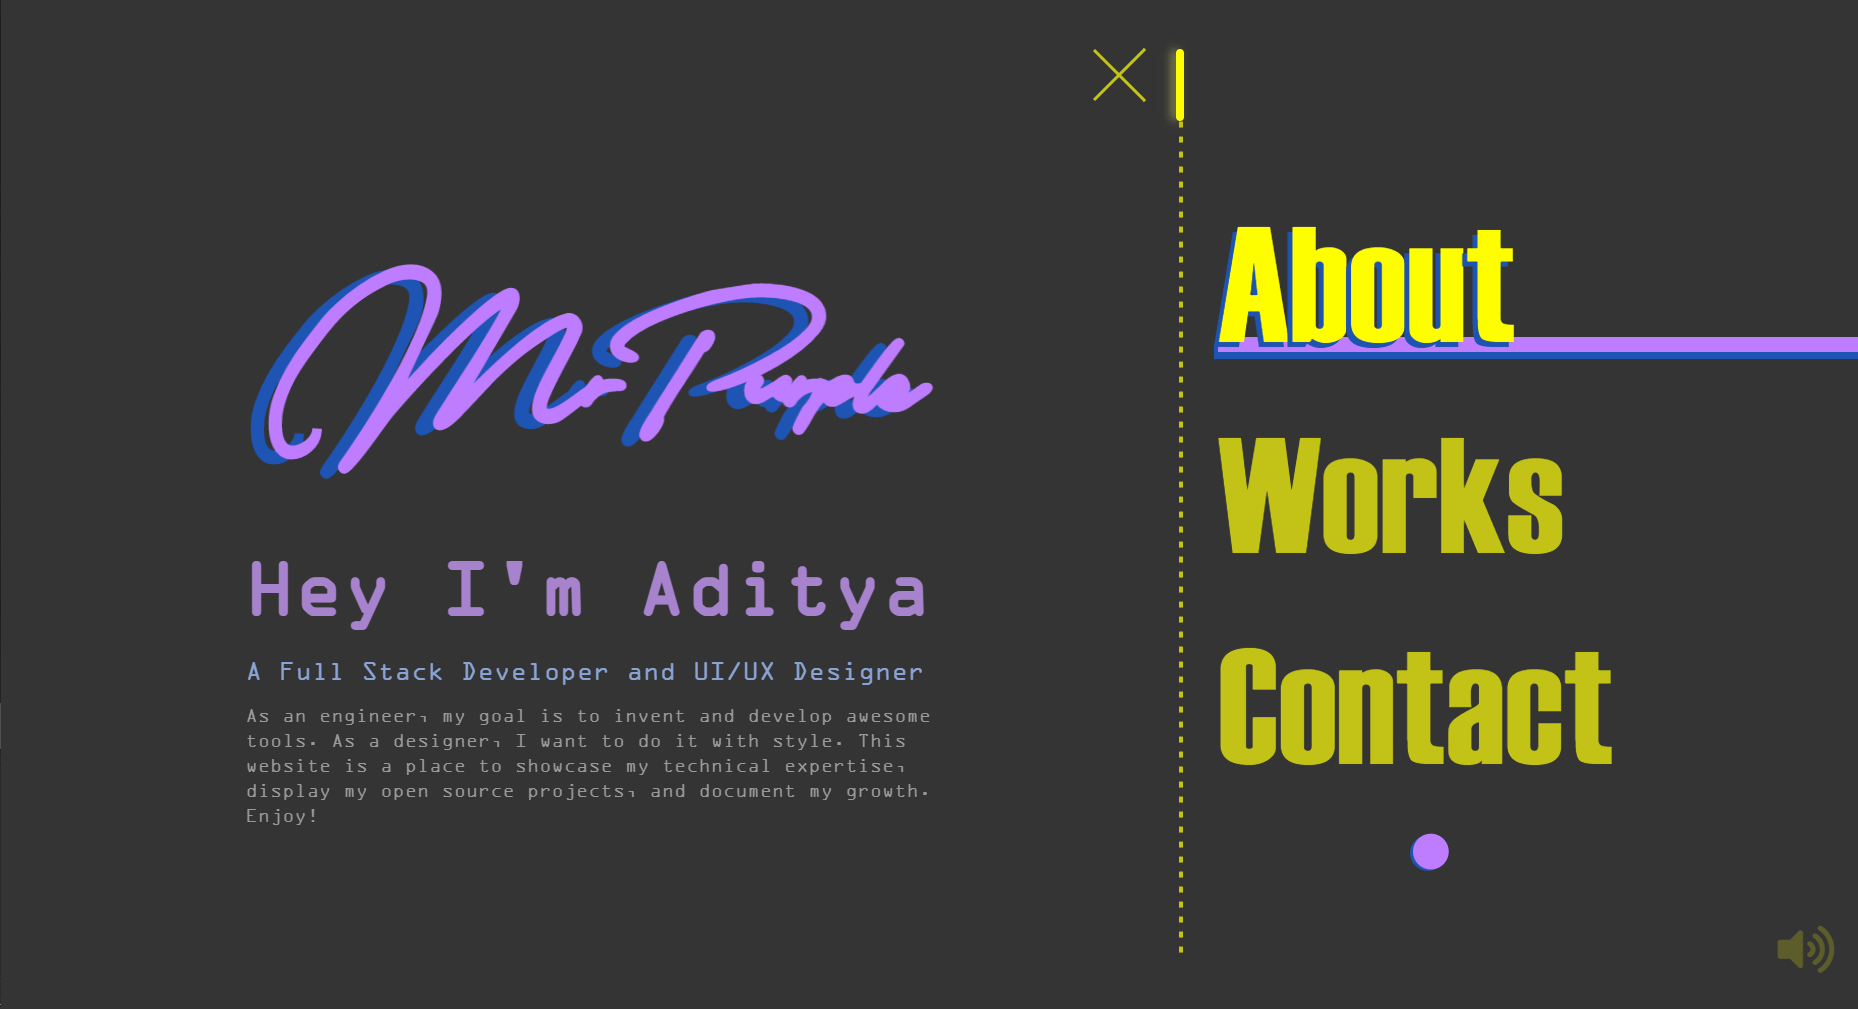 Mr Purple
Hey I'm Aditya
A Full Stack Developer and UI/UX Designer
As an engineer, my goal is to invent and develop awesome
tools. As a designer, I want to do it with style. This
website is a place to showcase my technical expertise,
display my open source projects, and document my growth.
Enjoy!
About
Works
Contact